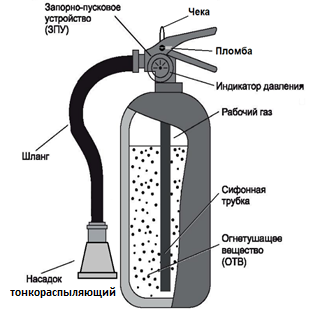 Запорно-пусковое
устройство (ЗПУ)
Чека
Пломба
Индикатор давления
Рабочий газ
Шланг
Сифонная
трубка
Огнетушащее
вещество
(ОТВ)
Насадок
тонкораспыляющий